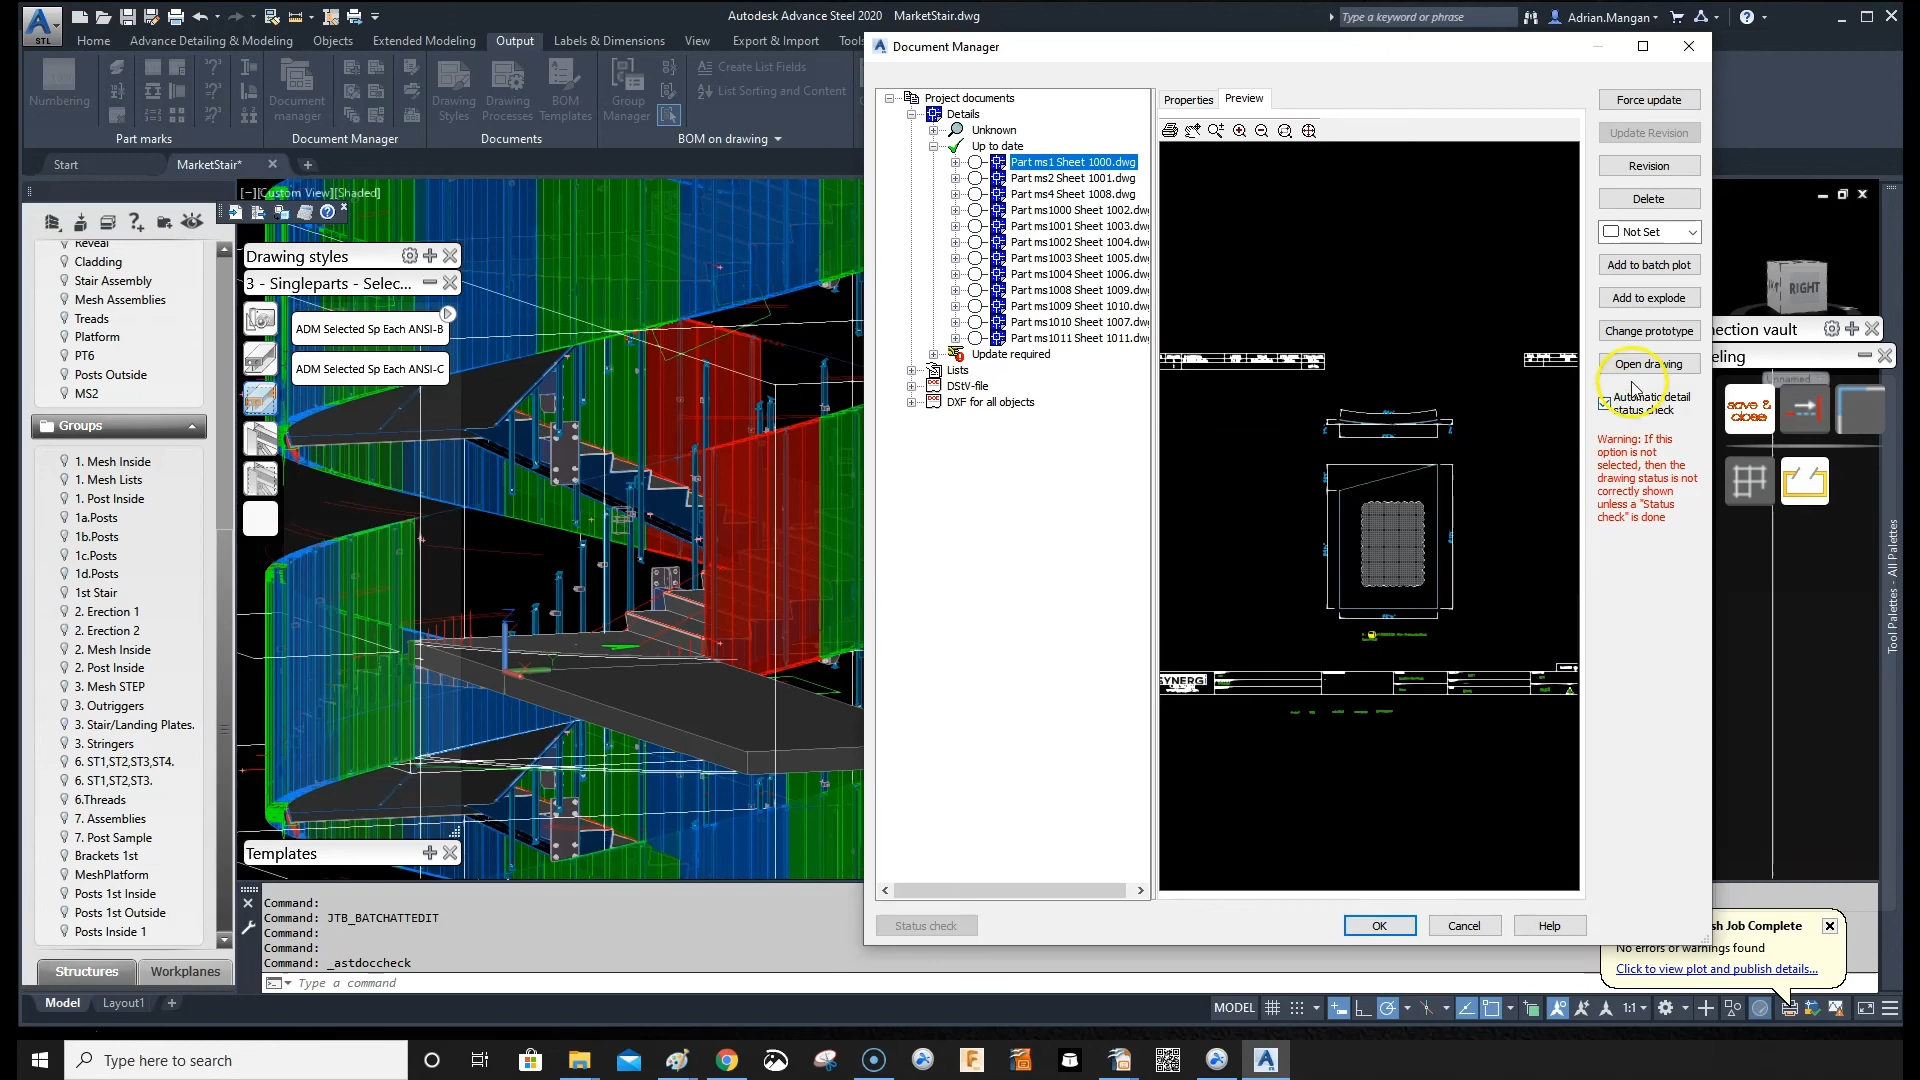 Autodesk Advance Steel 2020 MarketStair.dwg
Type a keyword or phrase
Adrian.Mangan
STL
Home
Advance Detailing & Modeling
Objects
Extended Modeling
Output
Labels & Dimensions
View
Export & Import
Numbering
Document manager
Drawing Styles
Drawing Processes
BOM Templates
Group Manager
Create List Fields
List Sorting and Content
Part marks
Document Manager
Documents
BOM on drawing
Start
MarketStair*
[−][Custom View][Shaded]
Reveal
Cladding
Stair Assembly
Mesh Assemblies
Treads
Platform
PT6
Posts Outside
MS2
Groups
1. Mesh Inside
1. Mesh Lists
1. Post Inside
1a.Posts
1b.Posts
1c.Posts
1d.Posts
1st Stair
2. Erection 1
2. Erection 2
2. Mesh Inside
2. Post Inside
3. Mesh STEP
3. Outriggers
3. Stair/Landing Plates.
3. Stringers
6. ST1,ST2,ST3,ST4.
6. ST1,ST2,ST3.
6.Threads
7. Assemblies
7. Post Sample
Brackets 1st
MeshPlatform
Posts 1st Inside
Posts 1st Outside
Posts Inside 1
Structures
Workplanes
Model
Layout1
Drawing styles
3 - Singleparts - Selec...
ADM Selected Sp Each ANSI-B
ADM Selected Sp Each ANSI-C
Templates
Command:
Command: JTB_BATCHATTEDIT
Command:
Command:
Command: _astdoccheck
Type a command
Document Manager
Project documents
Details
Unknown
Up to date
Part ms1 Sheet 1000.dwg
Part ms2 Sheet 1001.dwg
Part ms4 Sheet 1008.dwg
Part ms1000 Sheet 1002.dw
Part ms1001 Sheet 1003.dw
Part ms1002 Sheet 1004.dw
Part ms1003 Sheet 1005.dw
Part ms1004 Sheet 1006.dw
Part ms1008 Sheet 1009.dw
Part ms1009 Sheet 1010.dw
Part ms1010 Sheet 1007.dw
Part ms1011 Sheet 1011.dw
Update required
Lists
DStV-file
DXF for all objects
Properties
Preview
SYNERG
Force update
Update Revision
Revision
Delete
Not Set
Add to batch plot
Add to explode
Change prototype
Open drawing
Automatic detail status check
Warning: If this
option is not
selected, then the
drawing status is not
correctly shown
unless a "Status
check" is done
Status check
OK
Cancel
Help
RIGHT
nection vault
eling
Unnamed
save & close
Tool Palettes - All Palettes
sh Job Complete
No errors or warnings found
Click to view plot and publish details...
MODEL
1:1
Type here to search